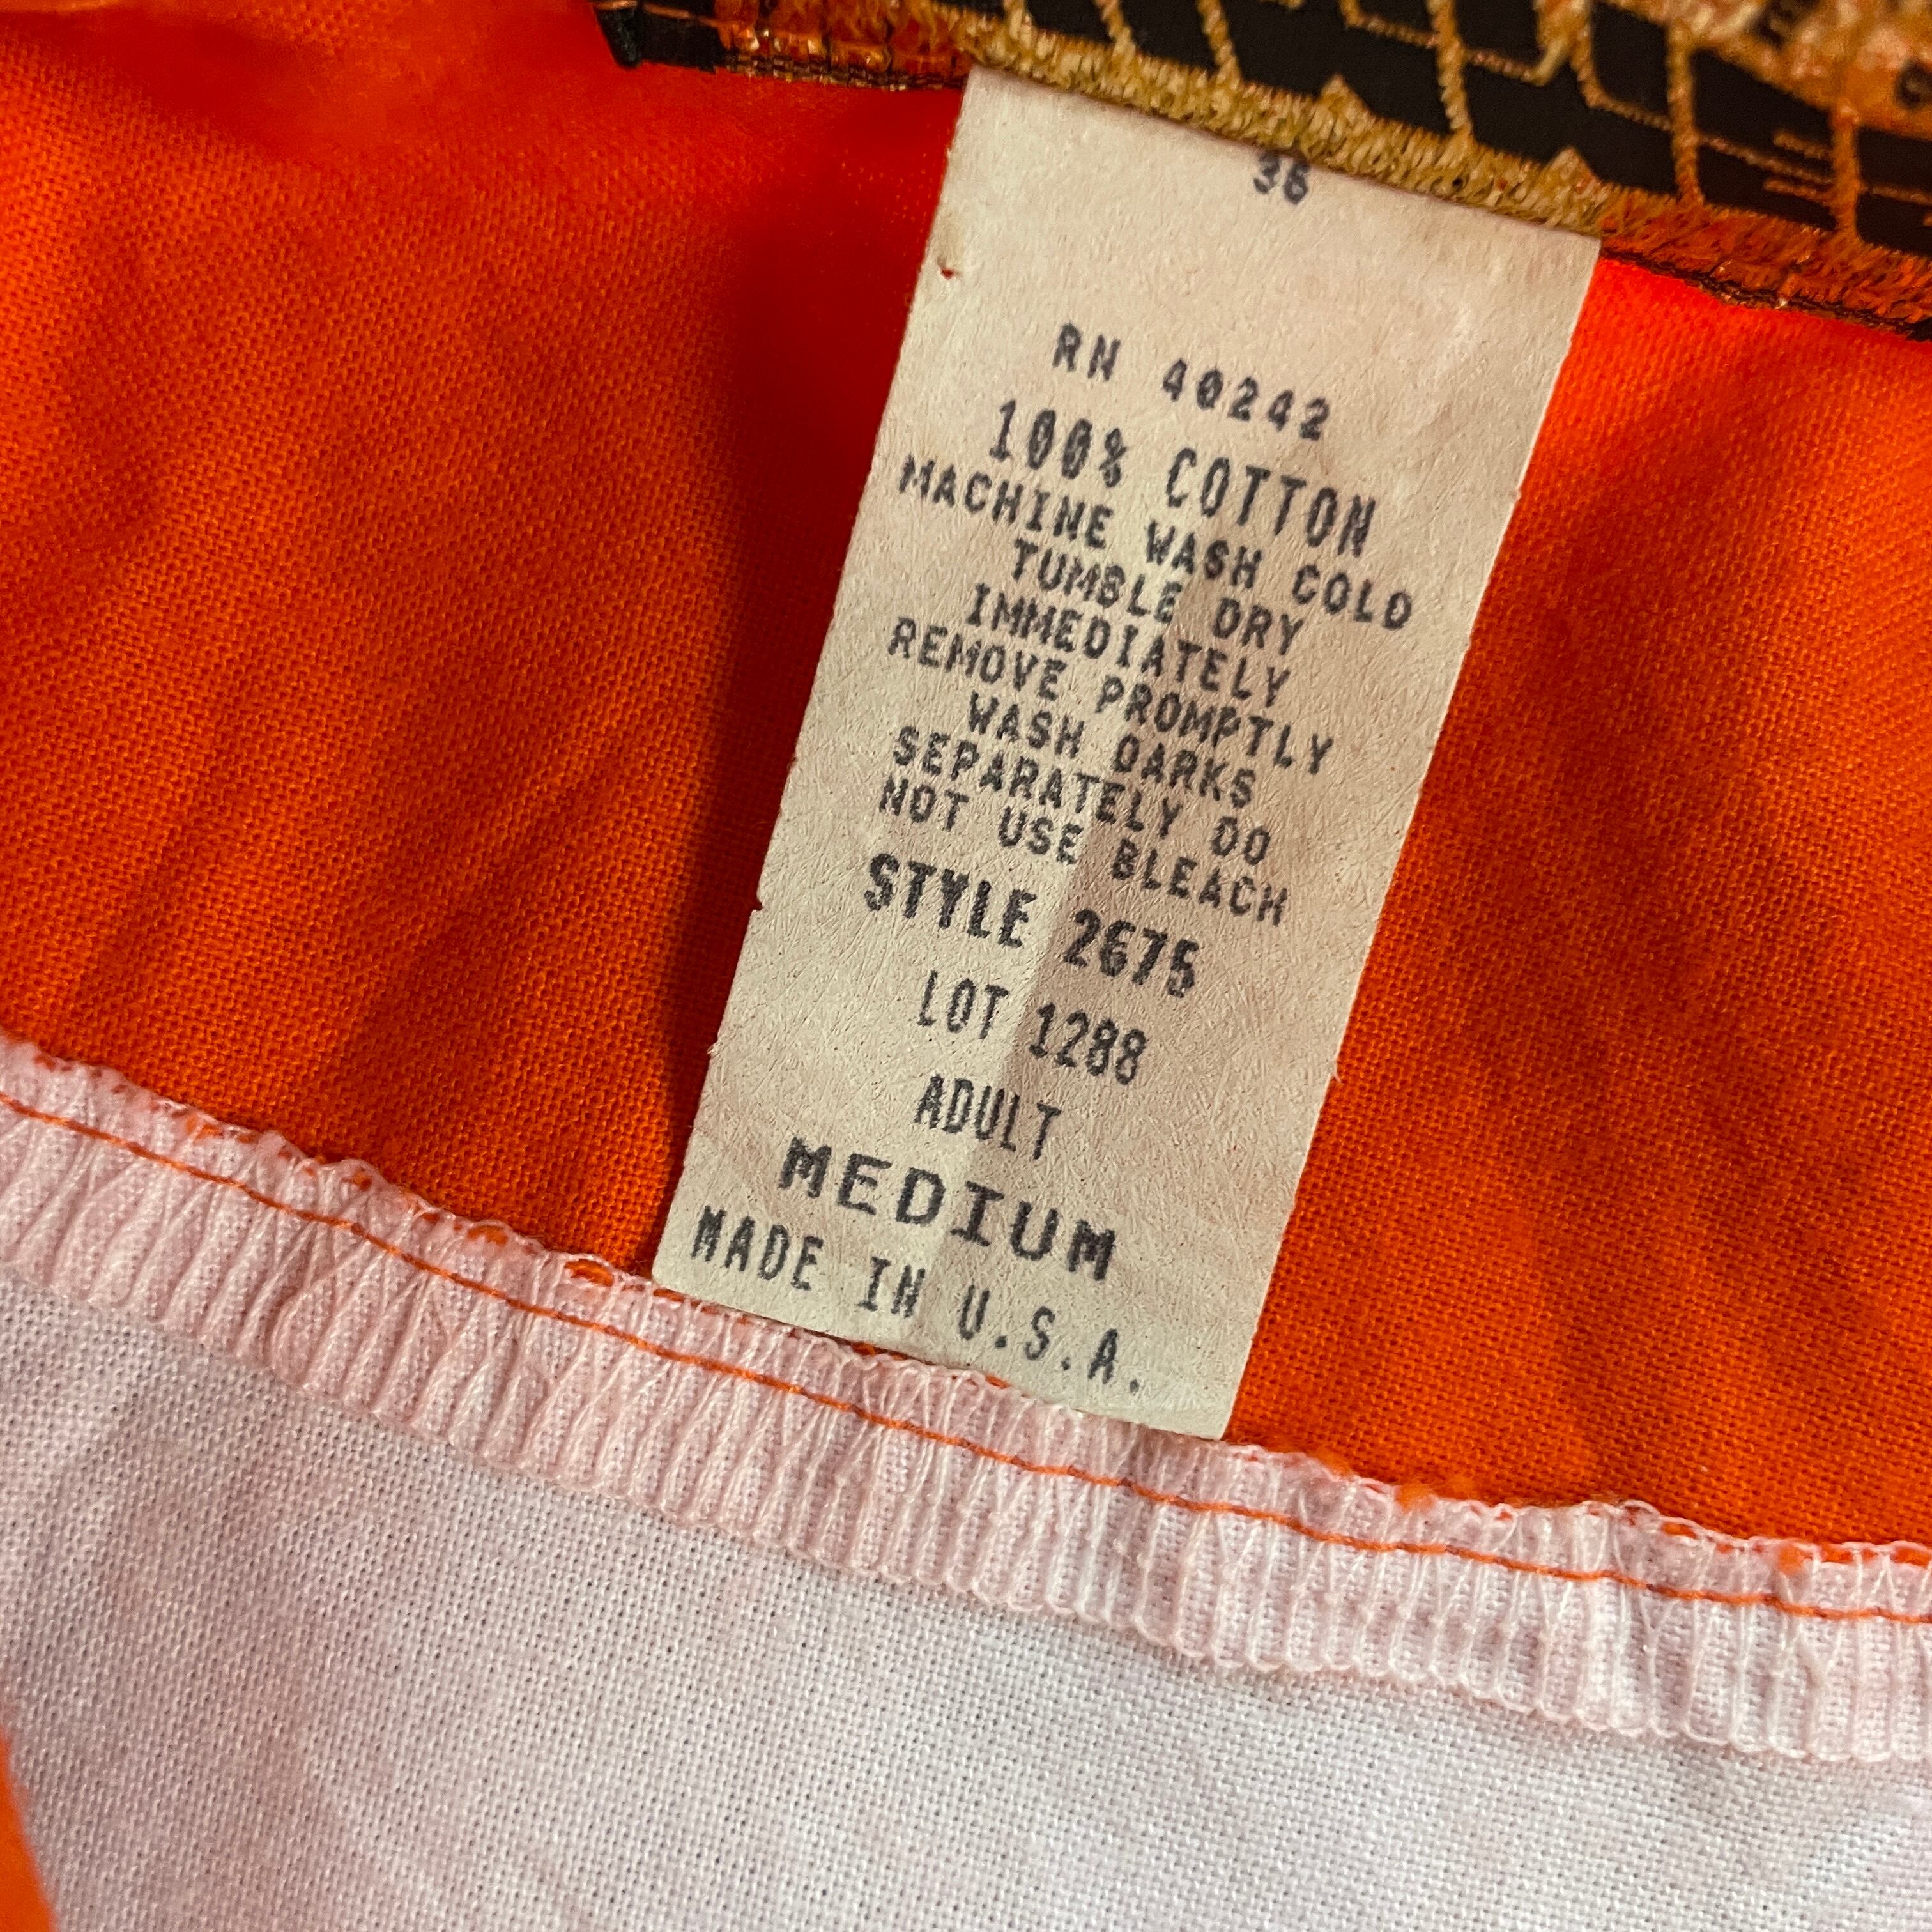 36
RN 40242
100% COTTON
MACHINE WASH COLD
TUMBLE DRY
IMMEDIATELY
REMOVE PROMPTLY
WASH DARKS
SEPARATELY DO
NOT USE BLEACH
STYLE 2675
LOT 1288
ADULT
MEDIUM
MADE IN U.S.A.